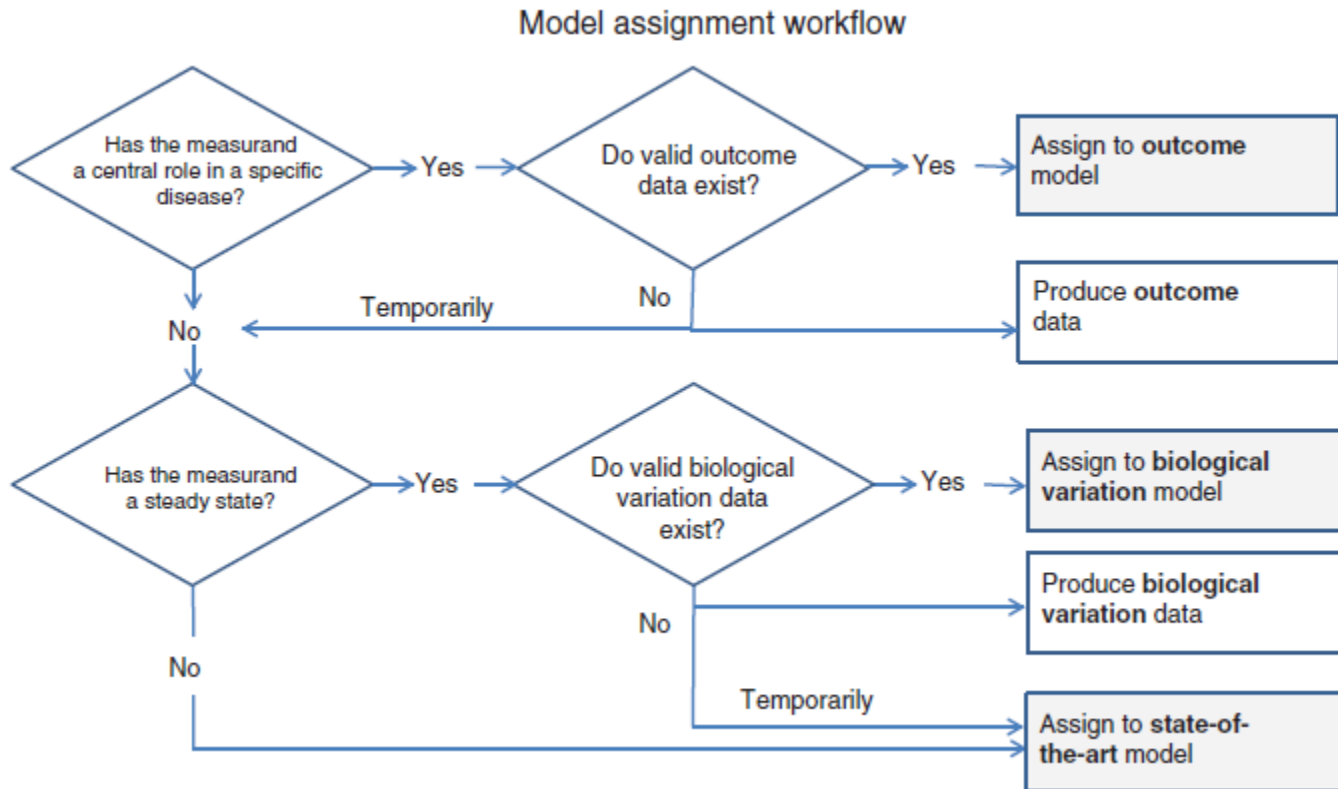 Model assignment workflow
Has the measurand
a central role in a specific
disease?
Yes
Do valid outcome
data exist?
Yes
Assign to outcome
model
No
Temporarily
No
Produce outcome
data
Has the measurand
a steady state?
Yes
Do valid biological
variation data
exist?
Yes
Assign to biological
variation model
No
Produce biological
variation data
No
Temporarily
Assign to state-of-
the-art model